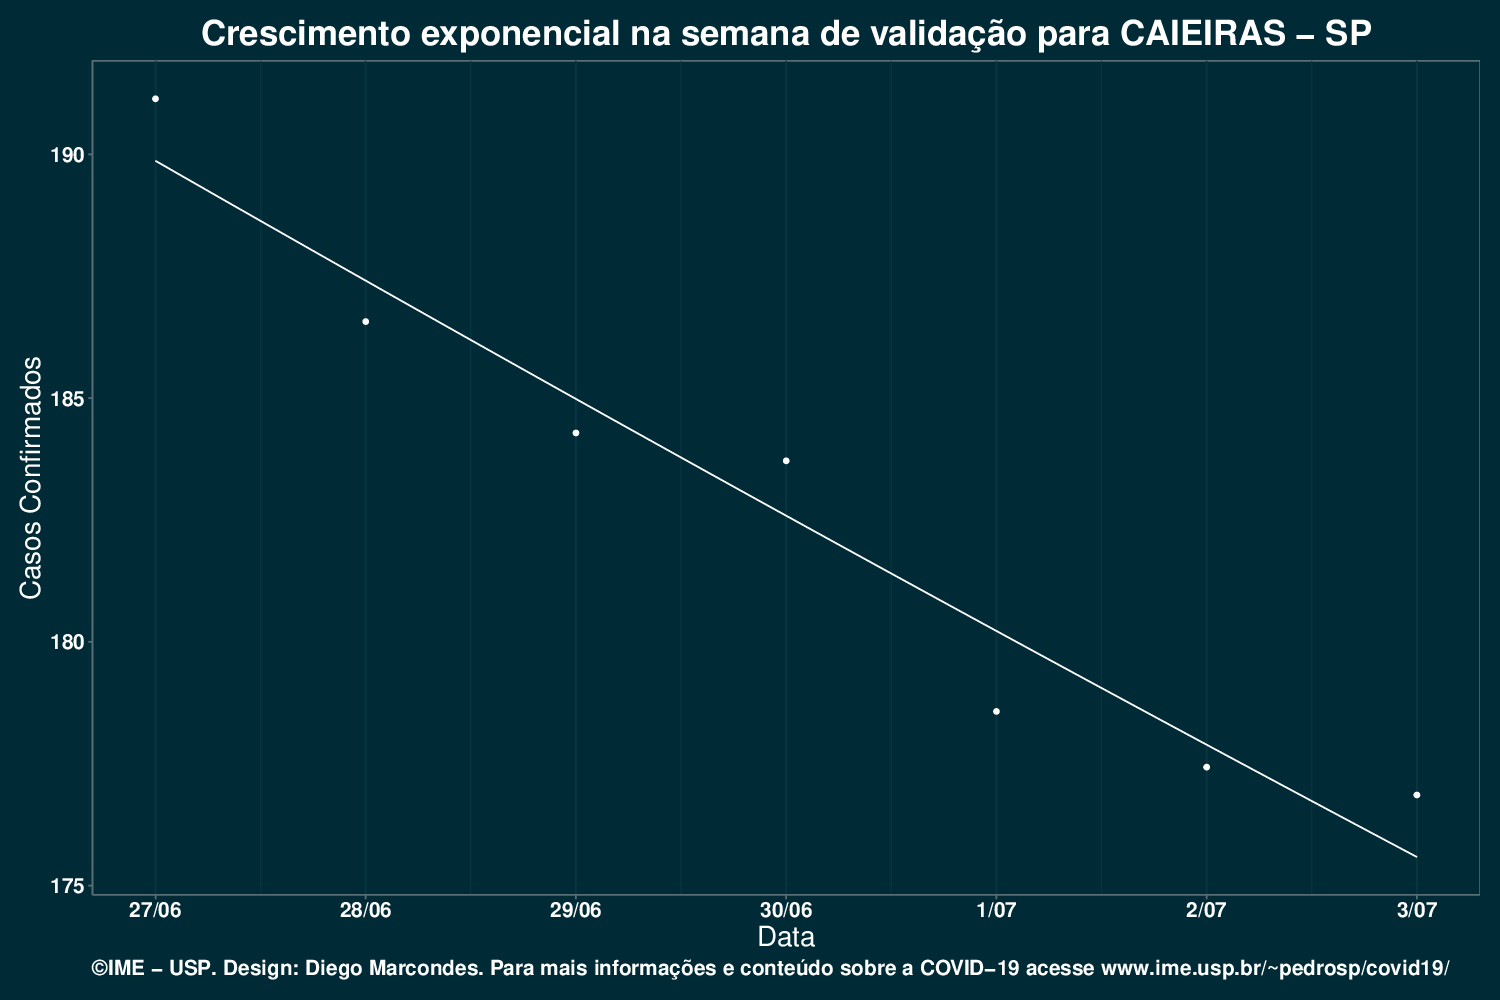 Crescimento exponencial na semana de validação para CAIEIRAS – SP
190
185
180
175
Casos Confirmados
27/06 28/06 29/06 30/06 1/07 2/07 3/07
Data
©IME – USP. Design: Diego Marcondes. Para mais informações e conteúdo sobre a COVID–19 acesse www.ime.usp.br/~pedrosp/covid19/